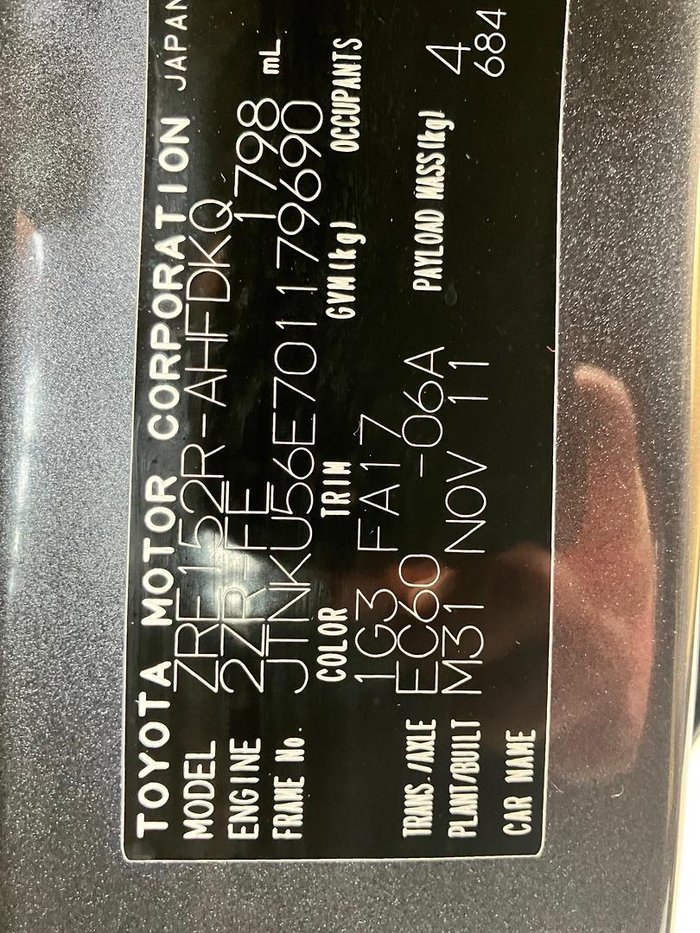 TOYOTA MOTOR CORPORATION JAPAN
MODEL ZRE152R-AHFDKQ
ENGINE 2ZR-FE 1798 mL
FRAME No. JTNKU56E701179690
COLOR TRIM GVM(kg) OCCUPANTS
1G3 FA17 4
TRANS./AXLE EC60 -06A PAYLOAD MASS(kg) 684
PLANT/BUILT M31 NOV 11
CAR NAME